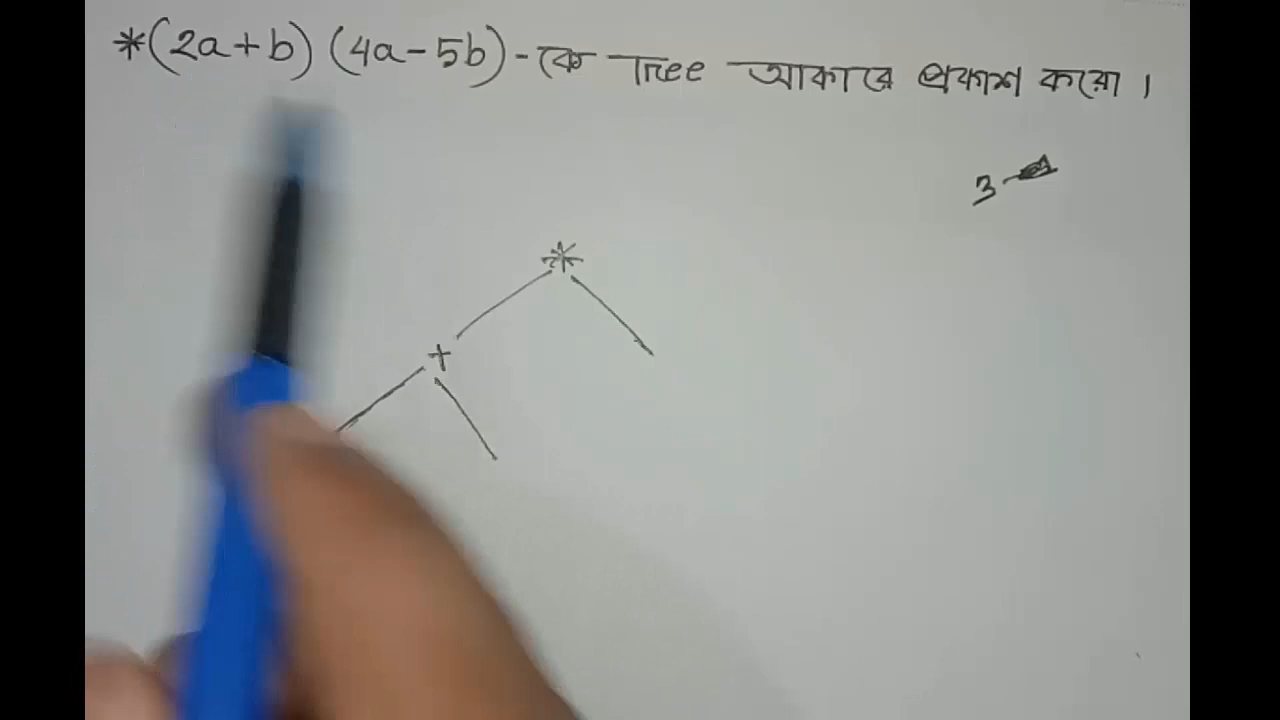 *(2a+b) (4a-5b)-কে Tree আকারে প্রকাশ করো।
3
*
+